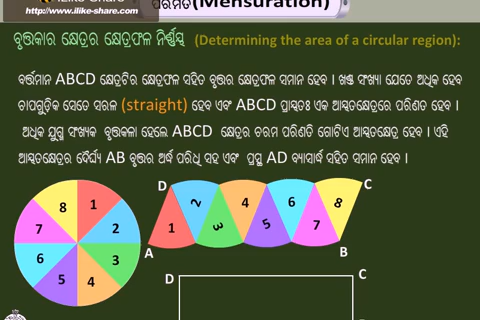 http://www.ilike-share.com
ପରିମିତି(Mensuration)
ବୃତ୍ତାକାର କ୍ଷେତ୍ରର କ୍ଷେତ୍ରଫଳ ନିର୍ଣ୍ଣୟ (Determining the area of a circular region):
ବର୍ତ୍ତମାନ ABCD କ୍ଷେତ୍ରଟିର କ୍ଷେତ୍ରଫଳ ସହିତ ବୃତ୍ତର କ୍ଷେତ୍ରଫଳ ସମାନ ହେବ । ଖଣ୍ଡ ସଂଖ୍ୟା ଯେତେ ଅଧିକ ହେବ
ଚାପଗୁଡ଼ିକ ସେତେ ସରଳ (straight) ହେବ ଏବଂ ABCD ପ୍ରାୟତଃ ଏକ ଆୟତକ୍ଷେତ୍ରରେ ପରିଣତ ହେବ ।
ଅଧିକ ଯୁଗ୍ମ ସଂଖ୍ୟକ ବୃତ୍ତକଳା ହେଲେ ABCD କ୍ଷେତ୍ରର ଚରମ ପରିଣତି ଗୋଟିଏ ଆୟତକ୍ଷେତ୍ର ହେବ । ଏହି
ଆୟତକ୍ଷେତ୍ରର ଦୈର୍ଘ୍ୟ AB ବୃତ୍ତର ଅର୍ଦ୍ଧ ପରିଧି ସହ ଏବଂ ପ୍ରସ୍ଥ AD ବ୍ୟାସାର୍ଦ୍ଧ ସହିତ ସମାନ ହେବ ।
8 1
7 2
6 3
5 4
D C
2 4 6 8
1 3 5 7
A B
D C